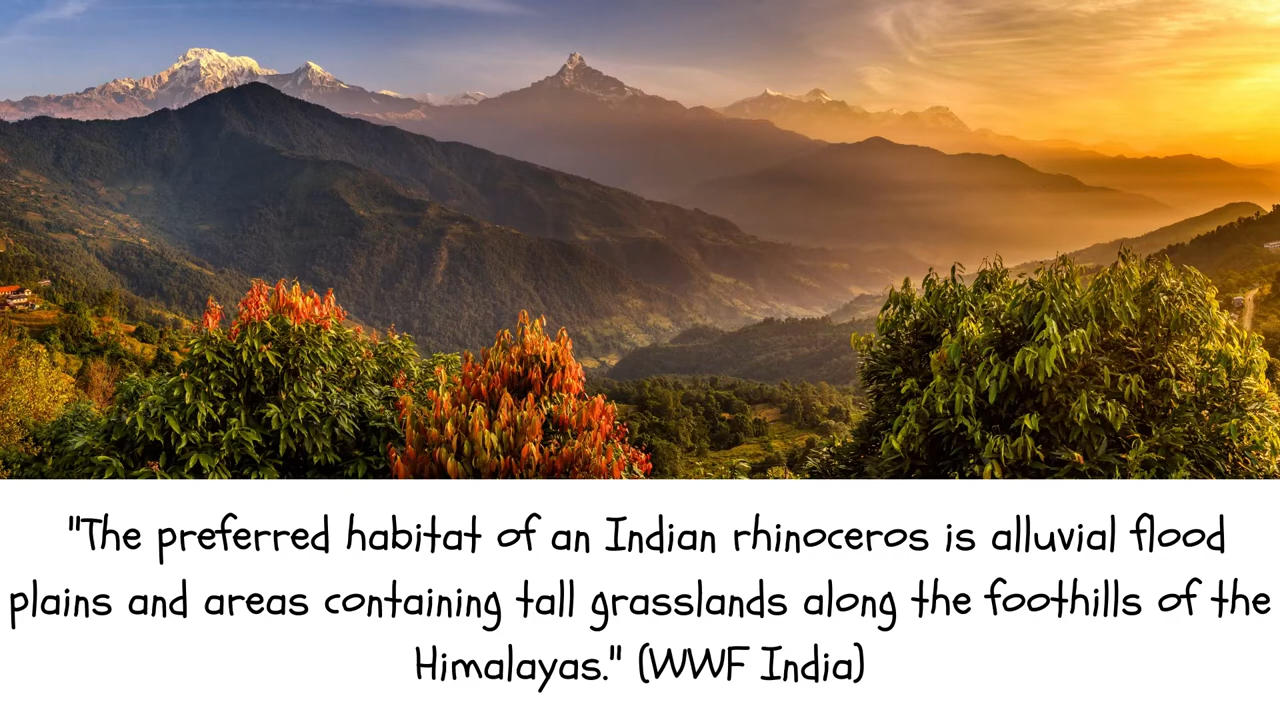 "The preferred habitat of an Indian rhinoceros is alluvial flood
plains and areas containing tall grasslands along the foothills of the
Himalayas." (WWF India)